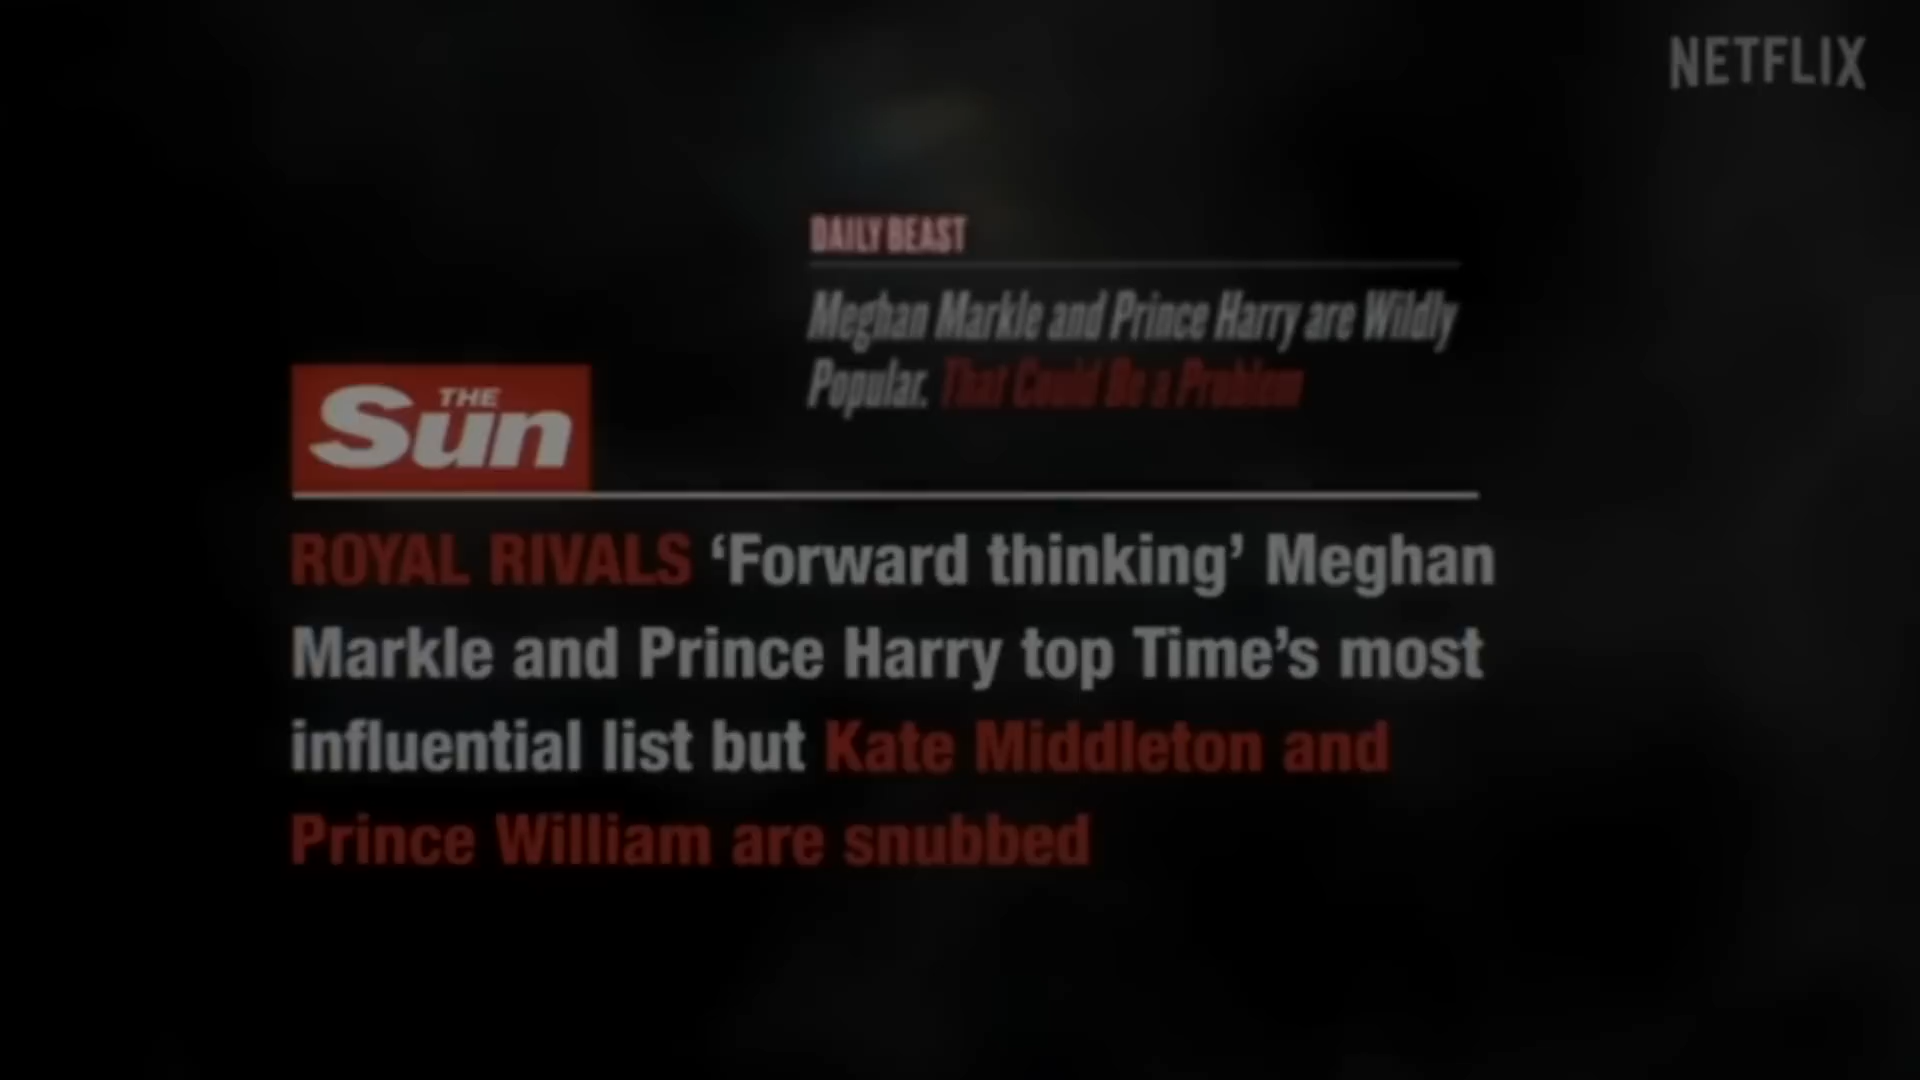 NETFLIX
DAILY BEAST
Meghan Markle and Prince Harry are Wildly
Popular. That Could Be a Problem
THE
Sun
ROYAL RIVALS ‘Forward thinking’ Meghan
Markle and Prince Harry top Time’s most
influential list but Kate Middleton and
Prince William are snubbed